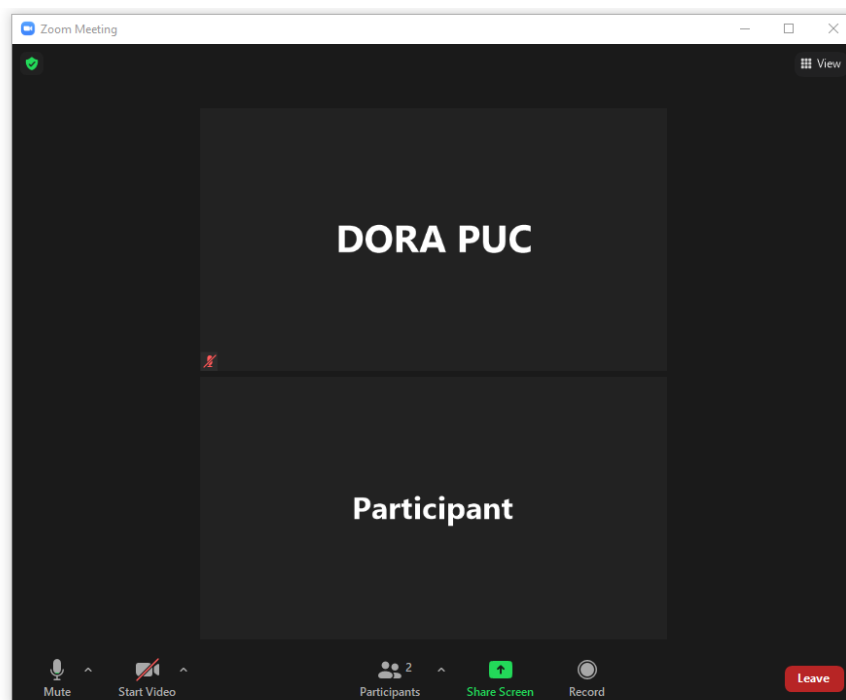 Zoom Meeting
View
DORA PUC
Participant
Mute
Start Video
2
Participants
Share Screen
Record
Leave